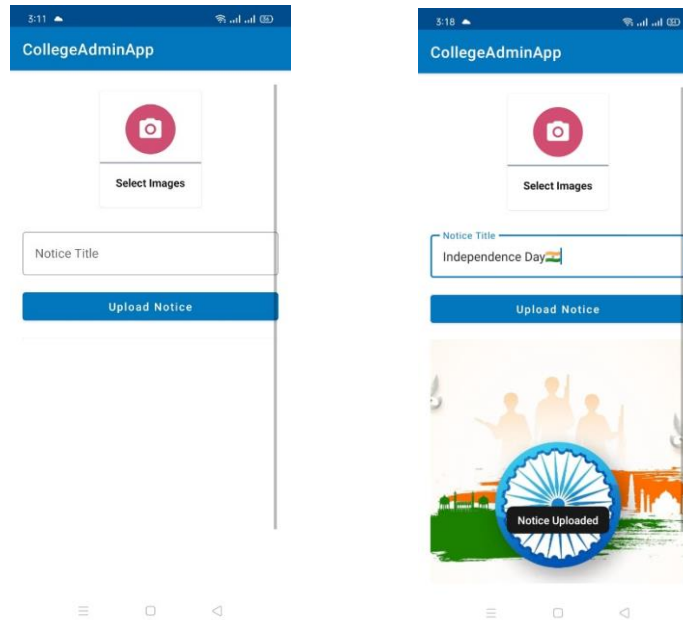 3:11
CollegeAdminApp
Select Images
Notice Title
Upload Notice
3:18
CollegeAdminApp
Select Images
Notice Title
Independence Day🇮🇳
Upload Notice
Notice Uploaded